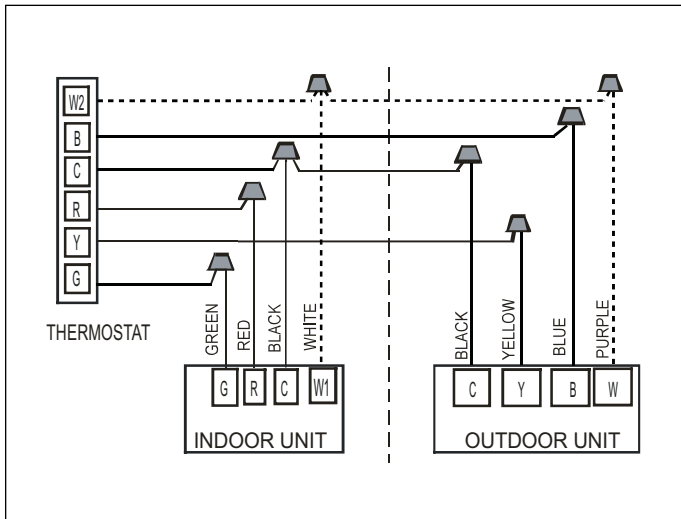 W2
B
C
R
Y
G
THERMOSTAT
GREEN
RED
BLACK
WHITE
BLACK
YELLOW
BLUE
PURPLE
G R C W1
C Y B W
INDOOR UNIT
OUTDOOR UNIT